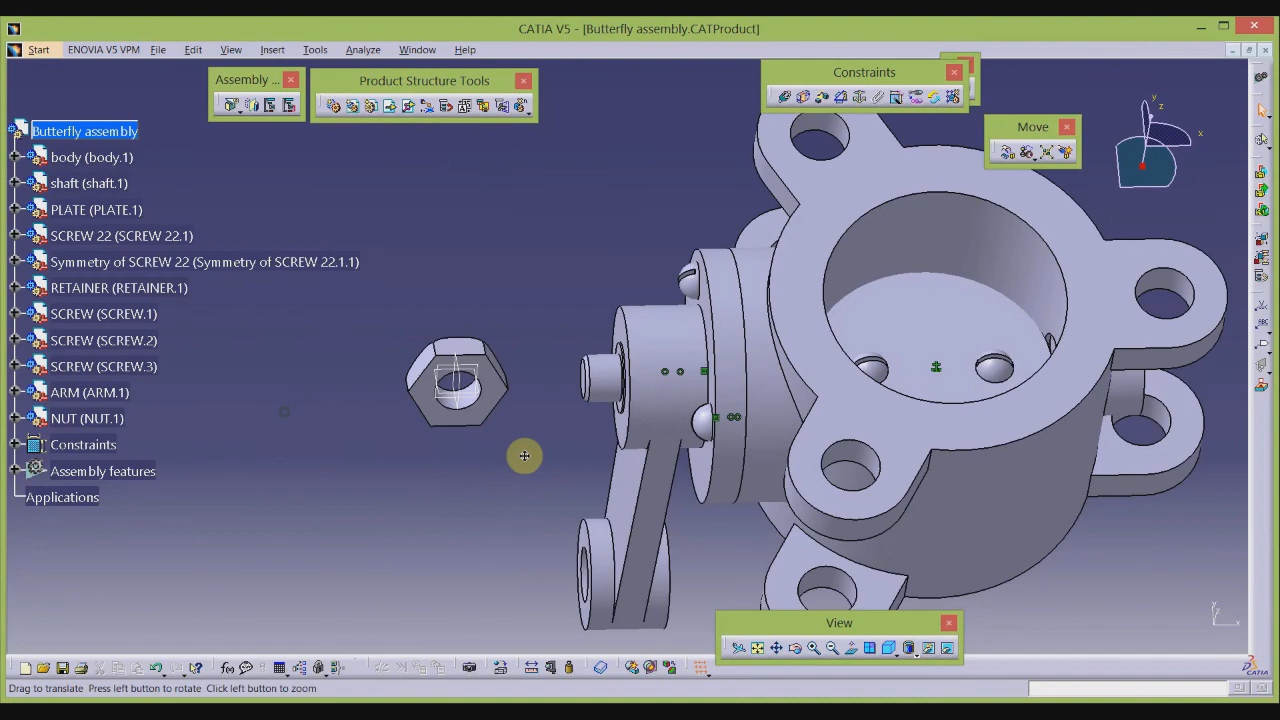 CATIA V5 - [Butterfly assembly.CATProduct]
Start ENOVIA V5 VPM File Edit View Insert Tools Analyze Window Help
Assembly ...
Product Structure Tools
Constraints
Move
Butterfly assembly
body (body.1)
shaft (shaft.1)
PLATE (PLATE.1)
SCREW 22 (SCREW 22.1)
Symmetry of SCREW 22 (Symmetry of SCREW 22.1.1)
RETAINER (RETAINER.1)
SCREW (SCREW.1)
SCREW (SCREW.2)
SCREW (SCREW.3)
ARM (ARM.1)
NUT (NUT.1)
Constraints
Assembly features
Applications
y
z
x
View
y
x
f(x)
CATIA
Drag to translate Press left button to rotate Click left button to zoom